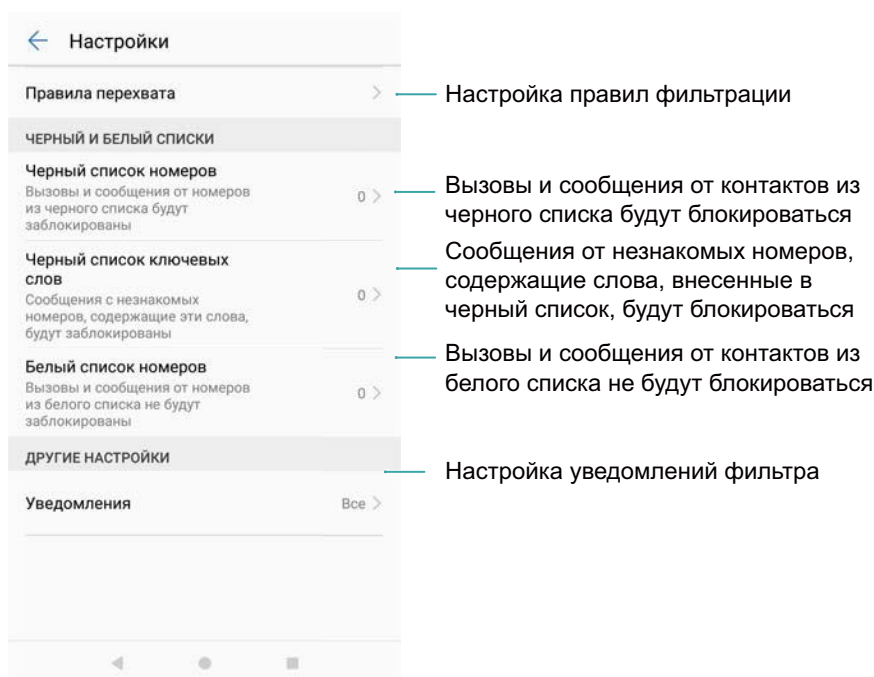 Настройки
Правила перехвата
Настройка правил фильтрации
ЧЕРНЫЙ И БЕЛЫЙ СПИСКИ
Черный список номеров
Вызовы и сообщения от номеров
из черного списка будут
заблокированы
0
Вызовы и сообщения от контактов из
черного списка будут блокироваться
Черный список ключевых
слов
Сообщения с незнакомых
номеров, содержащие эти слова,
будут заблокированы
0
Сообщения от незнакомых номеров,
содержащие слова, внесенные в
черный список, будут блокироваться
Белый список номеров
Вызовы и сообщения от номеров
из белого списка не будут
заблокированы
0
Вызовы и сообщения от контактов из
белого списка не будут блокироваться
ДРУГИЕ НАСТРОЙКИ
Настройка уведомлений фильтра
Уведомления
Все